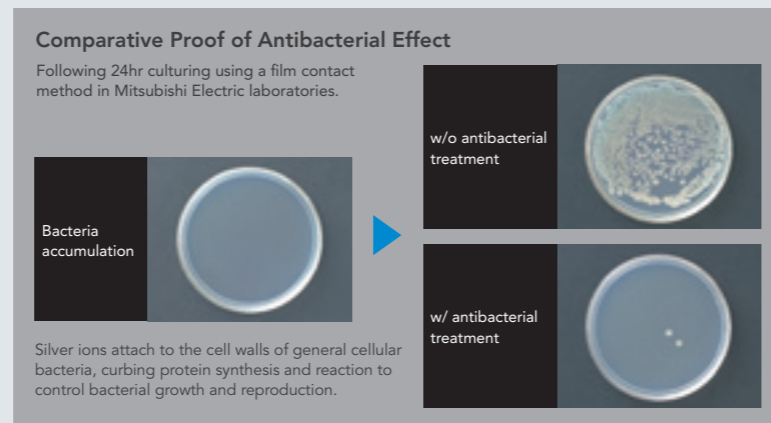 Comparative Proof of Antibacterial Effect
Following 24hr culturing using a film contact
method in Mitsubishi Electric laboratories.
Bacteria
accumulation
w/o antibacterial
treatment
w/ antibacterial
treatment
Silver ions attach to the cell walls of general cellular
bacteria, curbing protein synthesis and reaction to
control bacterial growth and reproduction.